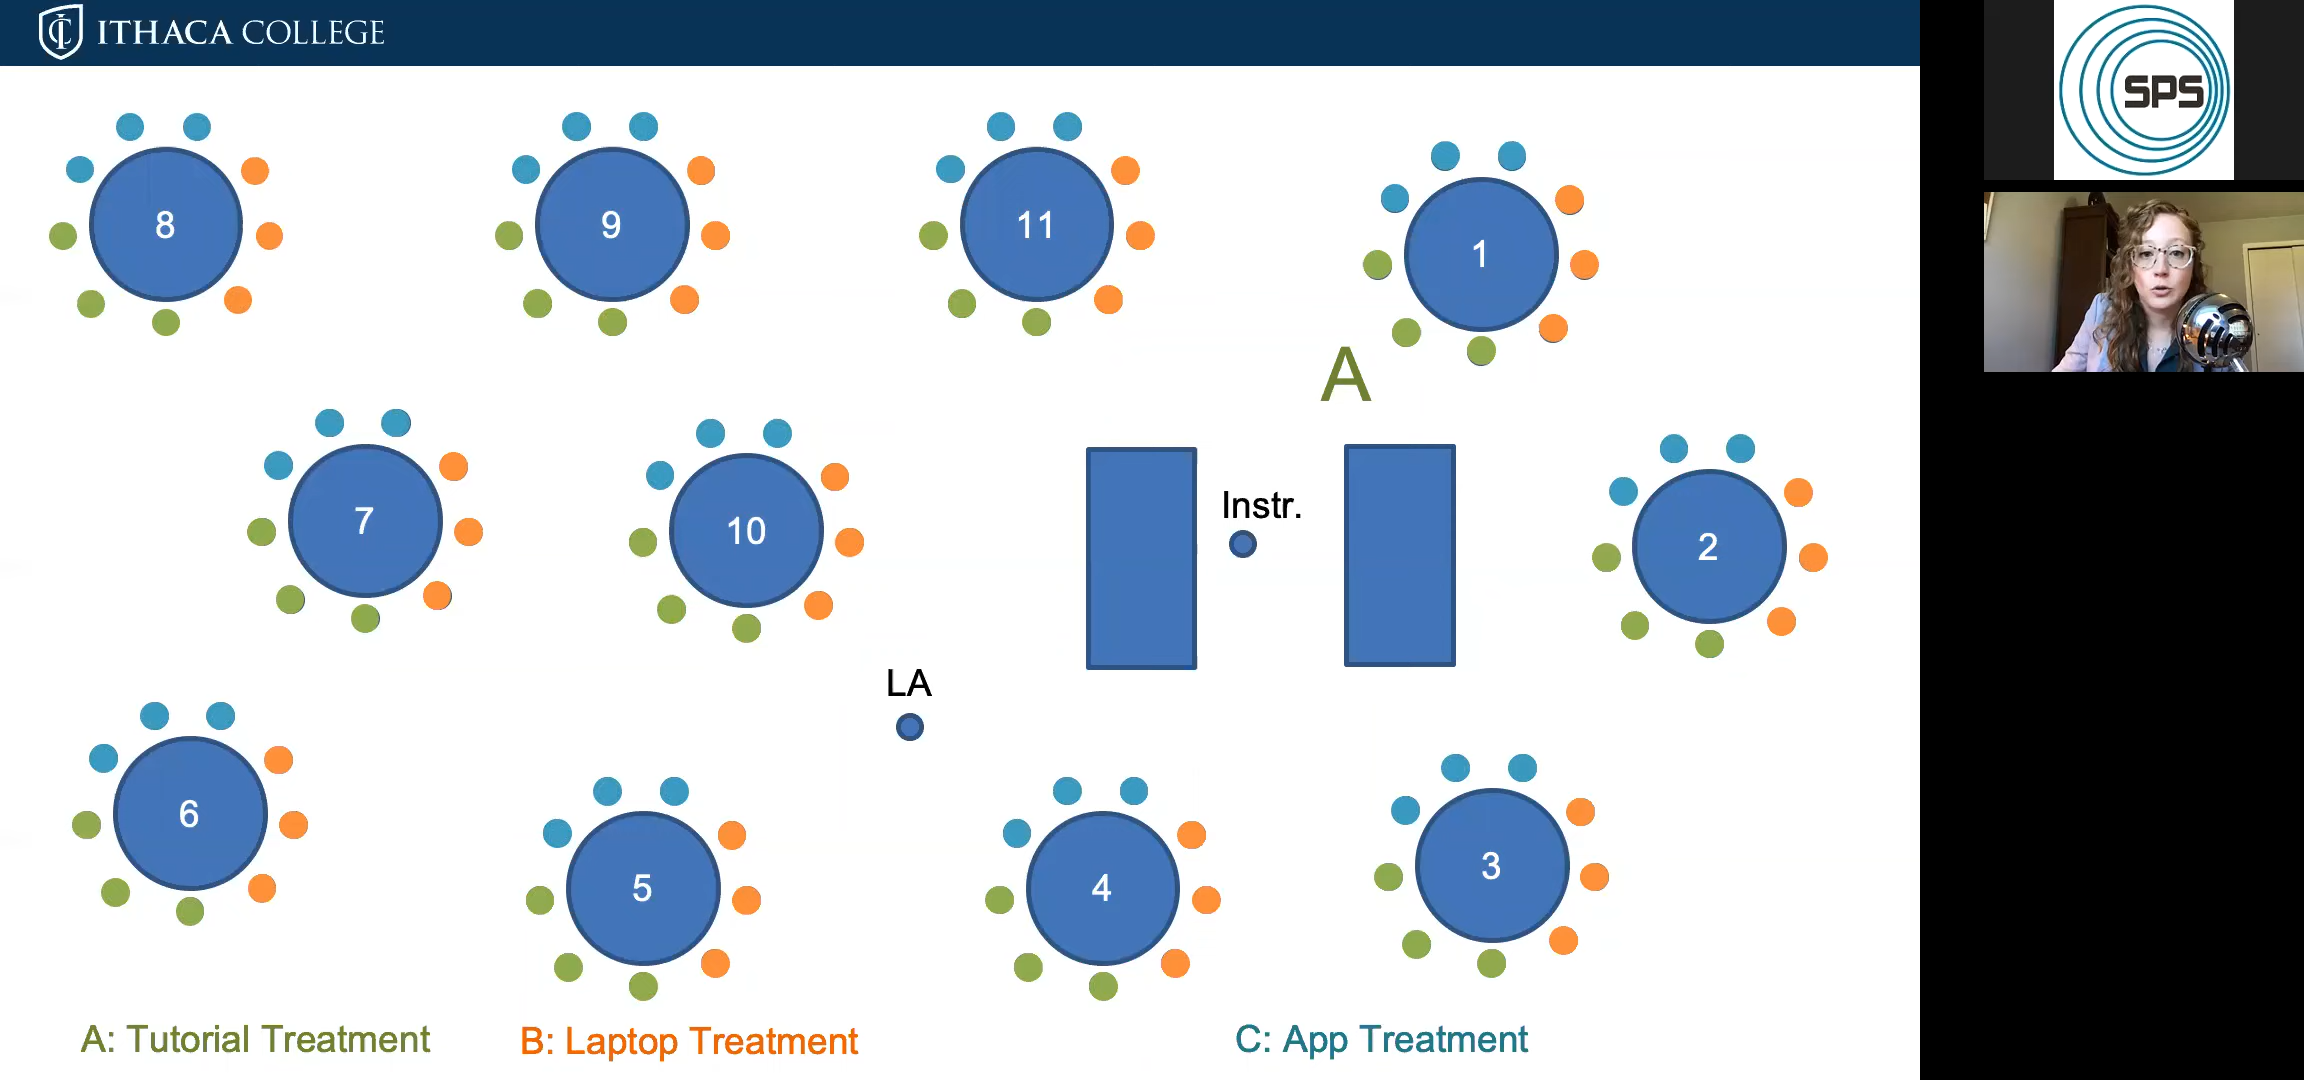 ITHACA COLLEGE
SPS
8
9
11
1
A
7
10
Instr.
2
LA
6
5
4
3
A: Tutorial Treatment
B: Laptop Treatment
C: App Treatment